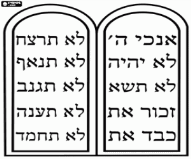 אנכי ה׳
לא יהיה
לא תשא
זכור את
כבד את
לא תרצח
לא תנאף
לא תגנב
לא תענה
לא תחמד